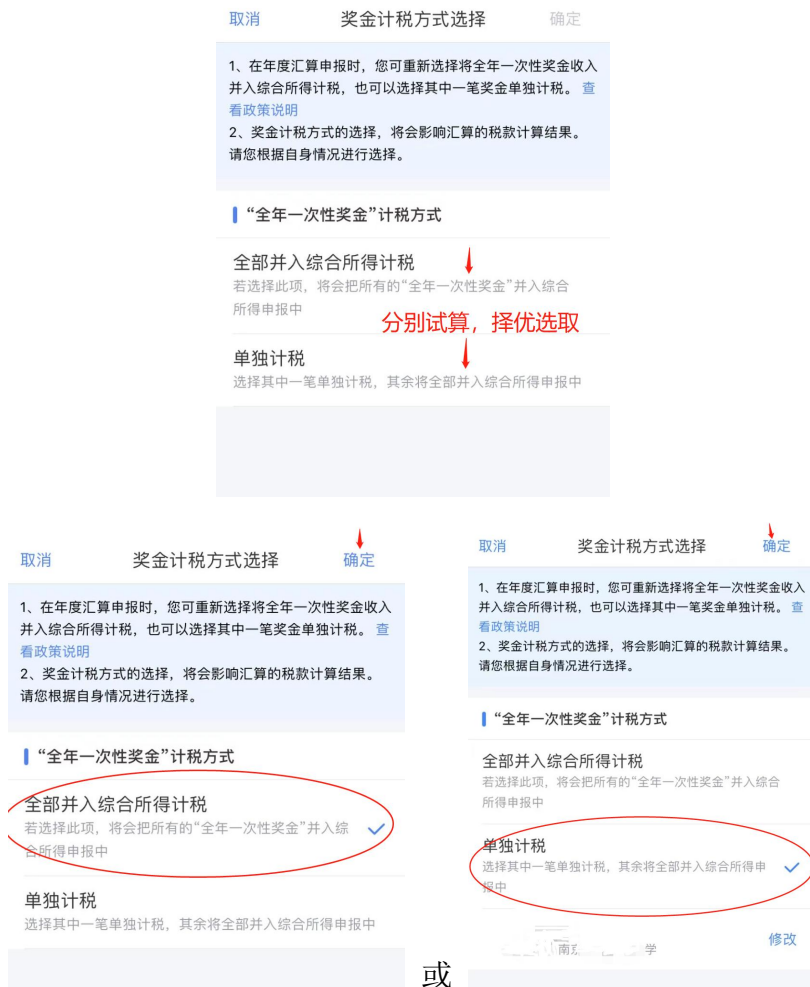 取消 奖金计税方式选择 确定
1、在年度汇算申报时，您可重新选择将全年一次性奖金收入
并入综合所得计税，也可以选择其中一笔奖金单独计税。 查
看政策说明
2、奖金计税方式的选择，将会影响汇算的税款计算结果。
请您根据自身情况进行选择。
“全年一次性奖金”计税方式
全部并入综合所得计税
若选择此项，将会把所有的“全年一次性奖金”并入综合
所得申报中
分别试算，择优选取
单独计税
选择其中一笔单独计税，其余将全部并入综合所得申报中
取消 奖金计税方式选择 确定
1、在年度汇算申报时，您可重新选择将全年一次性奖金收入
并入综合所得计税，也可以选择其中一笔奖金单独计税。 查
看政策说明
2、奖金计税方式的选择，将会影响汇算的税款计算结果。
请您根据自身情况进行选择。
“全年一次性奖金”计税方式
全部并入综合所得计税
若选择此项，将会把所有的“全年一次性奖金”并入综
合所得申报中
单独计税
选择其中一笔单独计税，其余将全部并入综合所得申报中
或
取消 奖金计税方式选择 确定
1、在年度汇算申报时，您可重新选择将全年一次性奖金收入
并入综合所得计税，也可以选择其中一笔奖金单独计税。 查
看政策说明
2、奖金计税方式的选择，将会影响汇算的税款计算结果。
请您根据自身情况进行选择。
“全年一次性奖金”计税方式
全部并入综合所得计税
若选择此项，将会把所有的“全年一次性奖金”并入综合
所得申报中
单独计税
选择其中一笔单独计税，其余将全部并入综合所得申
报中
南 学 修改